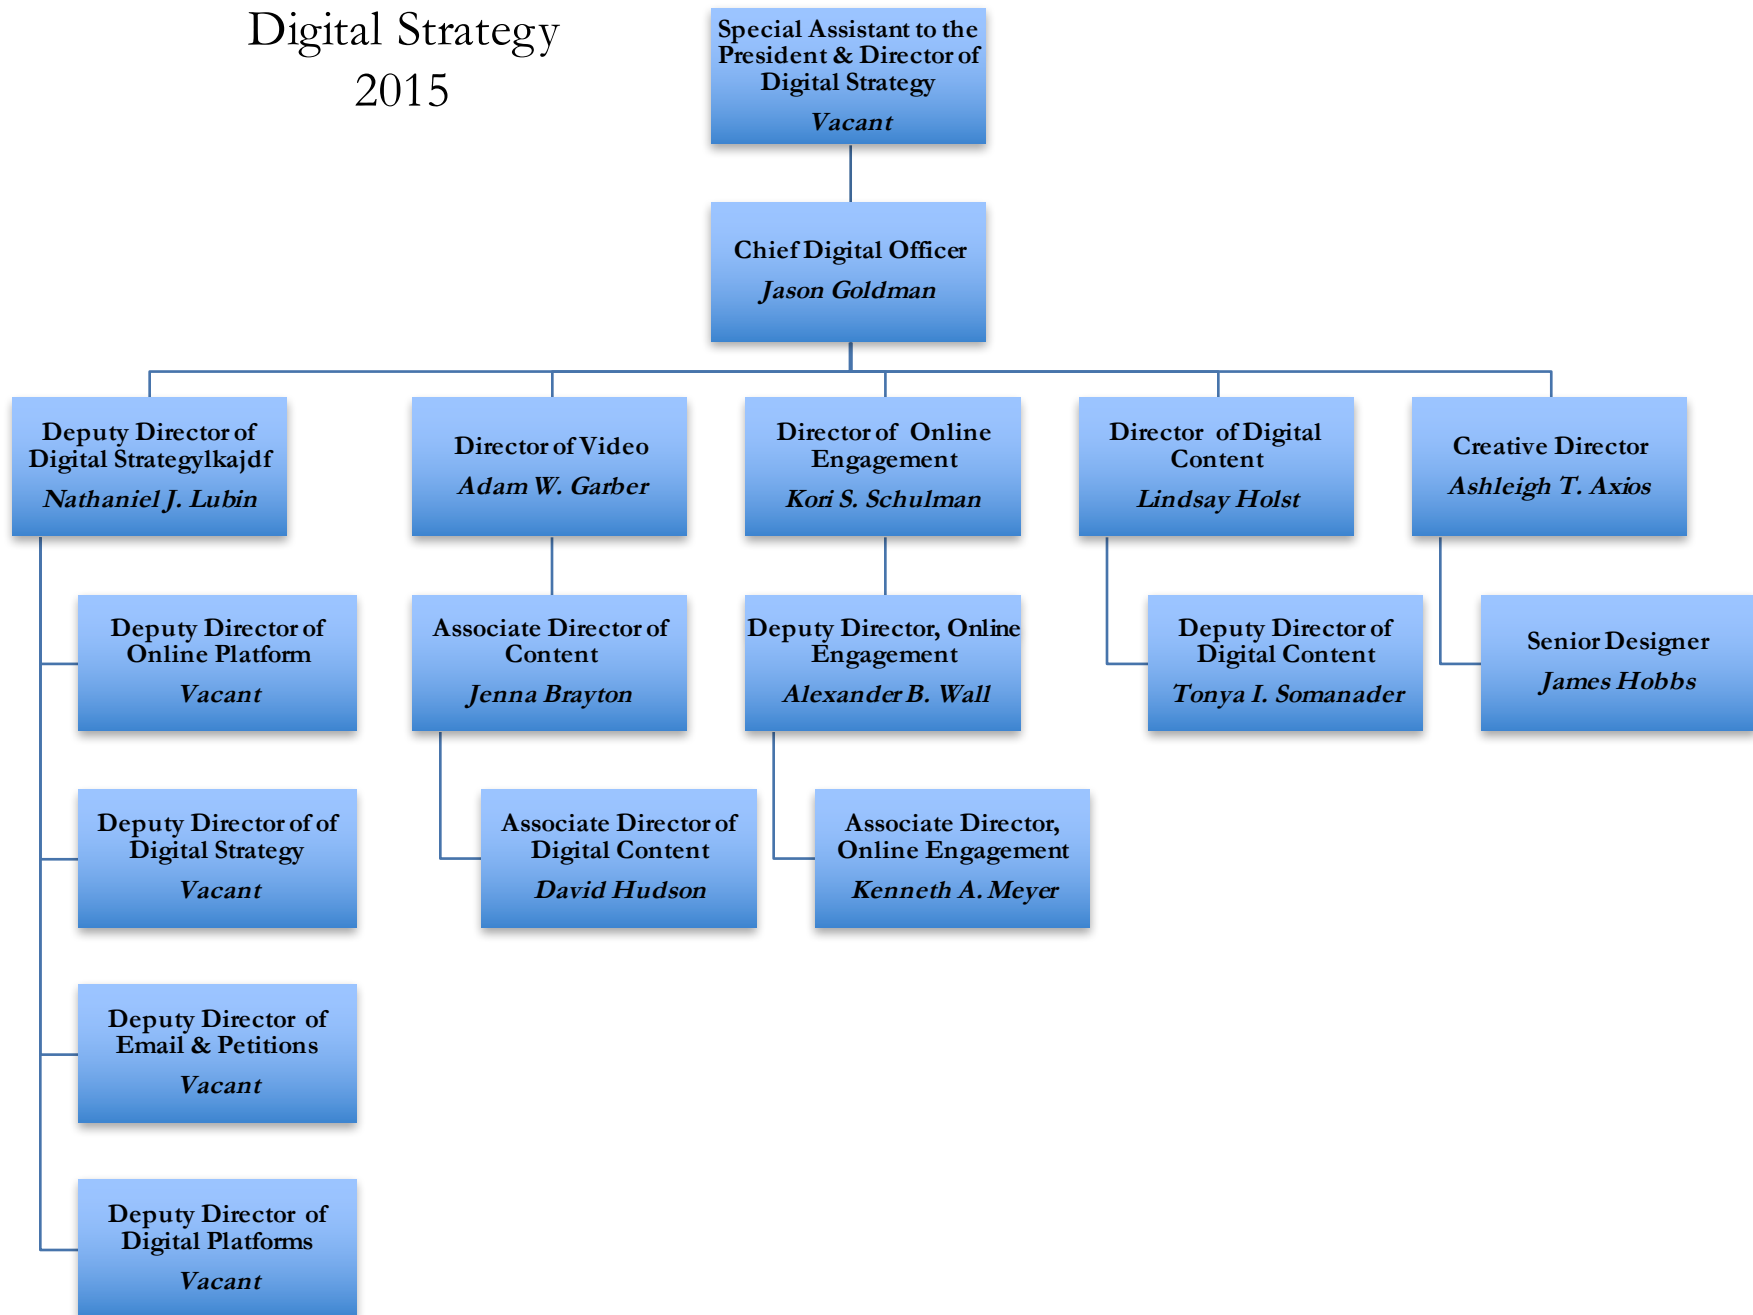 Digital Strategy
2015
Special Assistant to the
President & Director of
Digital Strategy
Vacant
Chief Digital Officer
Jason Goldman
Deputy Director of
Digital Strategylkajdf
Nathaniel J. Lubin
Director of Video
Adam W. Garber
Director of Online
Engagement
Kori S. Schulman
Director of Digital
Content
Lindsay Holst
Creative Director
Ashleigh T. Axios
Deputy Director of
Online Platform
Vacant
Associate Director of
Content
Jenna Brayton
Deputy Director, Online
Engagement
Alexander B. Wall
Deputy Director of
Digital Content
Tonya I. Somanader
Senior Designer
James Hobbs
Deputy Director of of
Digital Strategy
Vacant
Associate Director of
Digital Content
David Hudson
Associate Director,
Online Engagement
Kenneth A. Meyer
Deputy Director of
Email & Petitions
Vacant
Deputy Director of
Digital Platforms
Vacant